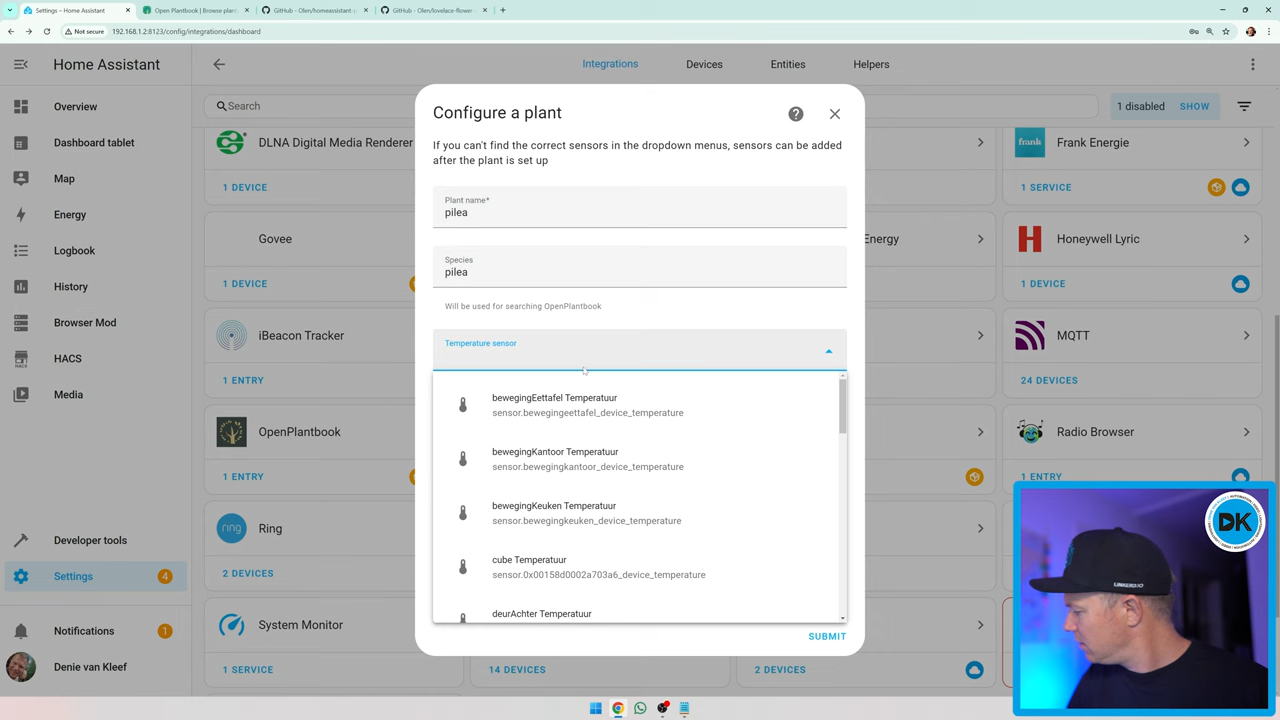 Settings – Home Assistant
Open Plantbook | Browse plan
GitHub - Olen/homeassistant-p
GitHub - Olen/lovelace-flower-
Not secure
192.168.1.2:8123/config/integrations/dashboard
Home Assistant
Integrations
Devices
Entities
Helpers
Overview
Dashboard tablet
Map
Energy
Logbook
History
Browser Mod
HACS
HACS
Media
Developer tools
Settings
4
Notifications
1
Denie van Kleef
Search
1 disabled
SHOW
DLNA Digital Media Renderer
1 DEVICE
frank
Frank Energie
1 SERVICE
Govee
1 DEVICE
Energy
Honeywell Lyric
1 DEVICE
iBeacon Tracker
1 ENTRY
MQTT
24 DEVICES
OpenPlantbook
1 ENTRY
Radio Browser
1 ENTRY
ring
Ring
2 DEVICES
System Monitor
1 SERVICE
14 DEVICES
2 DEVICES
Configure a plant
If you can't find the correct sensors in the dropdown menus, sensors can be added
after the plant is set up
Plant name*
pilea
Species
pilea
Will be used for searching OpenPlantbook
Temperature sensor
bewegingEettafel Temperatuur
sensor.bewegingeettafel_device_temperature
bewegingKantoor Temperatuur
sensor.bewegingkantoor_device_temperature
bewegingKeuken Temperatuur
sensor.bewegingkeuken_device_temperature
cube Temperatuur
sensor.0x00158d0002a703a6_device_temperature
deurAchter Temperatuur
SUBMIT
DK